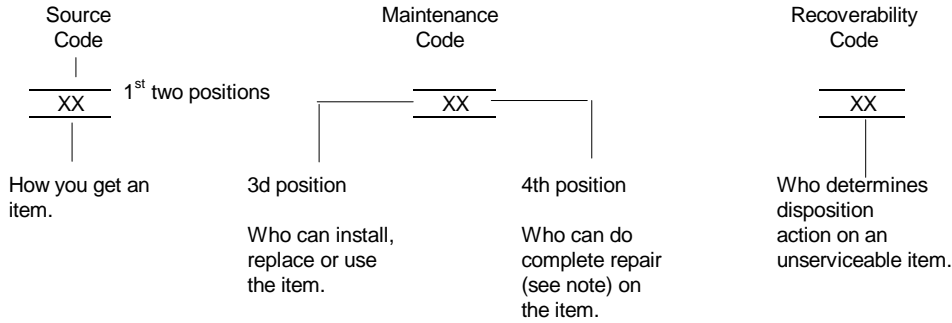 Source
Code
XX
1st two positions
How you get an
item.
Maintenance
Code
XX
3d position
Who can install,
replace or use
the item.
4th position
Who can do
complete repair
(see note) on
the item.
Recoverability
Code
XX
Who determines
disposition
action on an
unserviceable item.